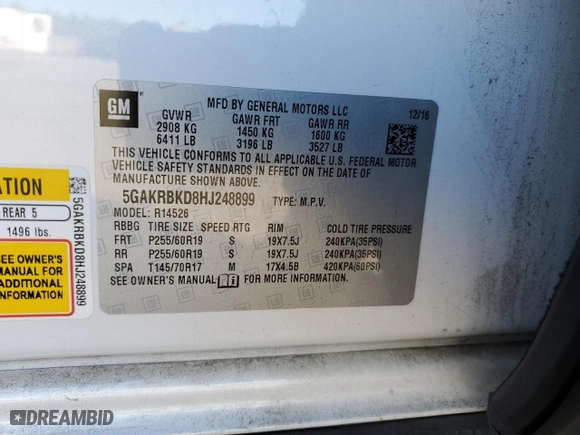 GM
MFD BY GENERAL MOTORS LLC 12/16
GVWR GAWR FRT GAWR RR
2908 KG 1450 KG 1600 KG
6411 LB 3196 LB 3527 LB
THIS VEHICLE CONFORMS TO ALL APPLICABLE U.S. FEDERAL MOTOR
VEHICLE SAFETY STANDARDS IN EFFECT ON THE DATE OF
MANUFACTURE SHOWN ABOVE.
5GAKRBKD8HJ248899 TYPE: M.P.V.
MODEL: R14526
RBBG TIRE SIZE SPEED RTG RIM COLD TIRE PRESSURE
FRT P255/60R19 S 19X7.5J 240KPA(35PSI)
RR P255/60R19 S 19X7.5J 240KPA(35PSI)
SPA T145/70R17 M 17X4.5B 420KPA(60PSI)
SEE OWNER'S MANUAL FOR MORE INFORMATION
REAR 5
1496 lbs.
SEE OWNER'S
MANUAL FOR
ADDITIONAL
INFORMATION
5GAKRBKD8HJ248899
DREAMBID